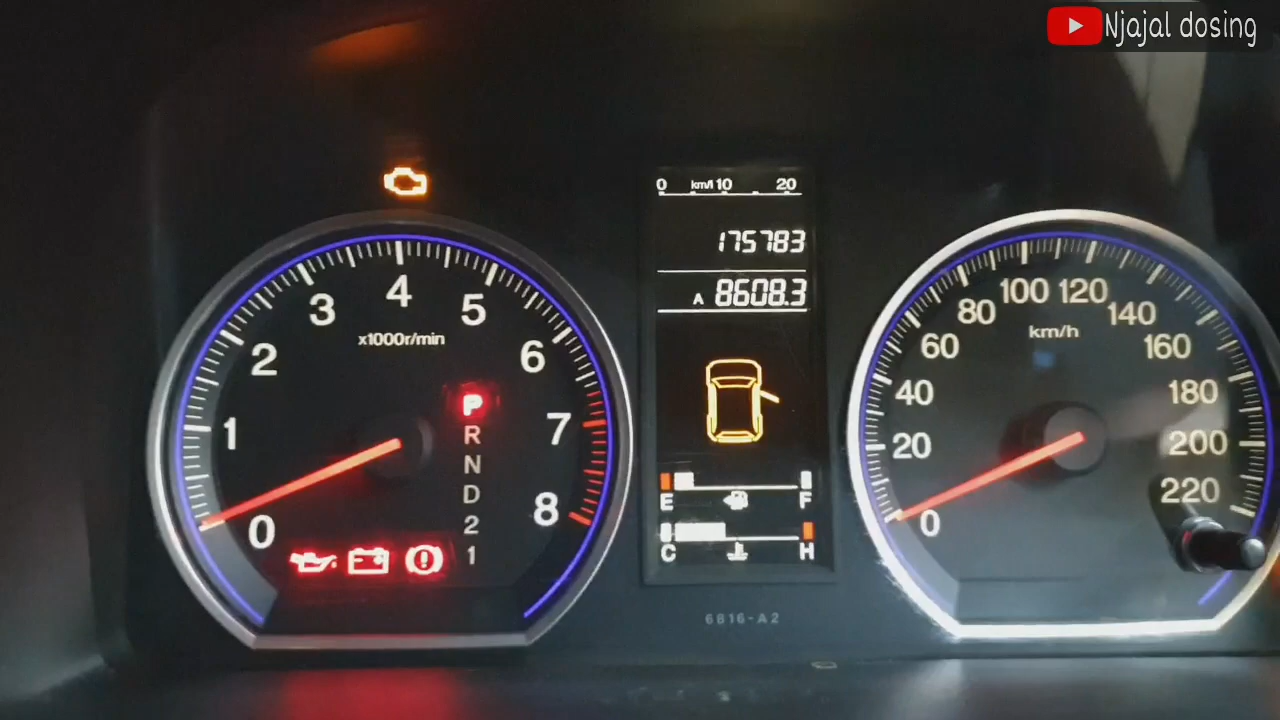 Njajal dosing
0 km/l 10 20
175783
A 8608.3
E F
C H
6816-A2
0 1 2 3 4 5 6 7 8
x1000r/min
P
R
N
D
2
1
0 20 40 60 80 100 120 140 160 180 200 220
km/h